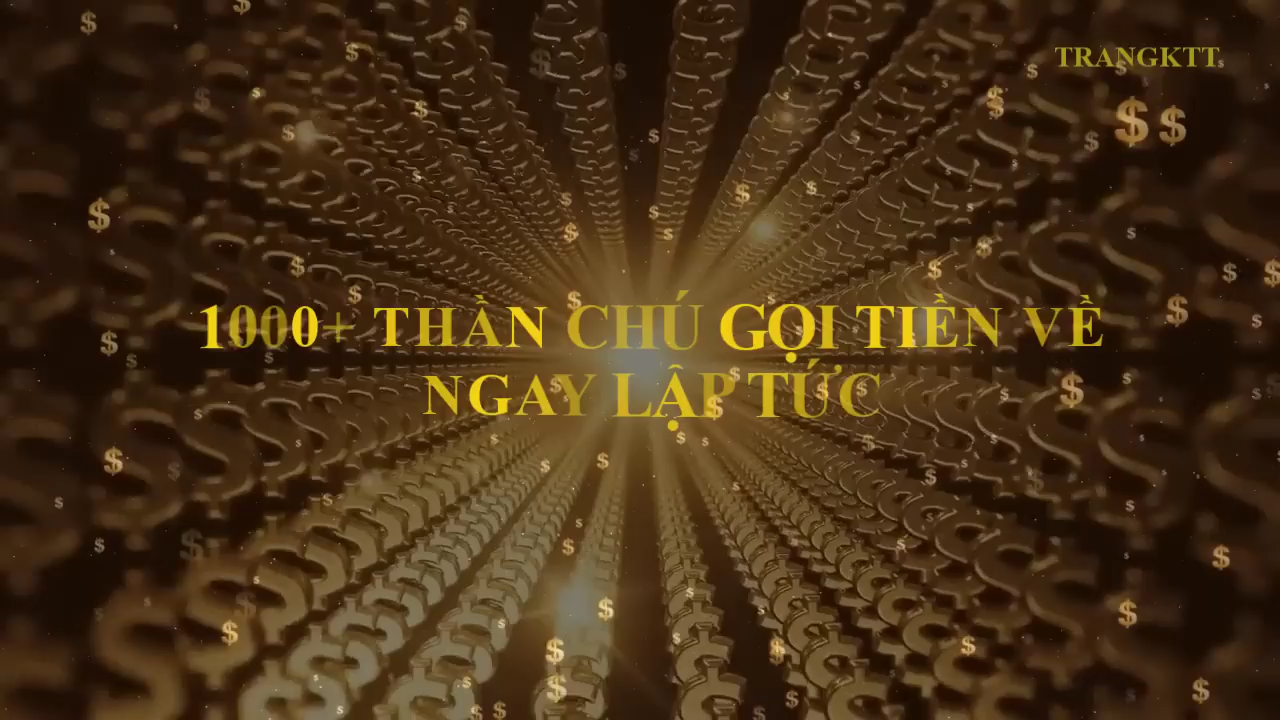 TRANGKTT
1000+ THẦN CHÚ GỌI TIỀN VỀ
NGAY LẬP TỨC